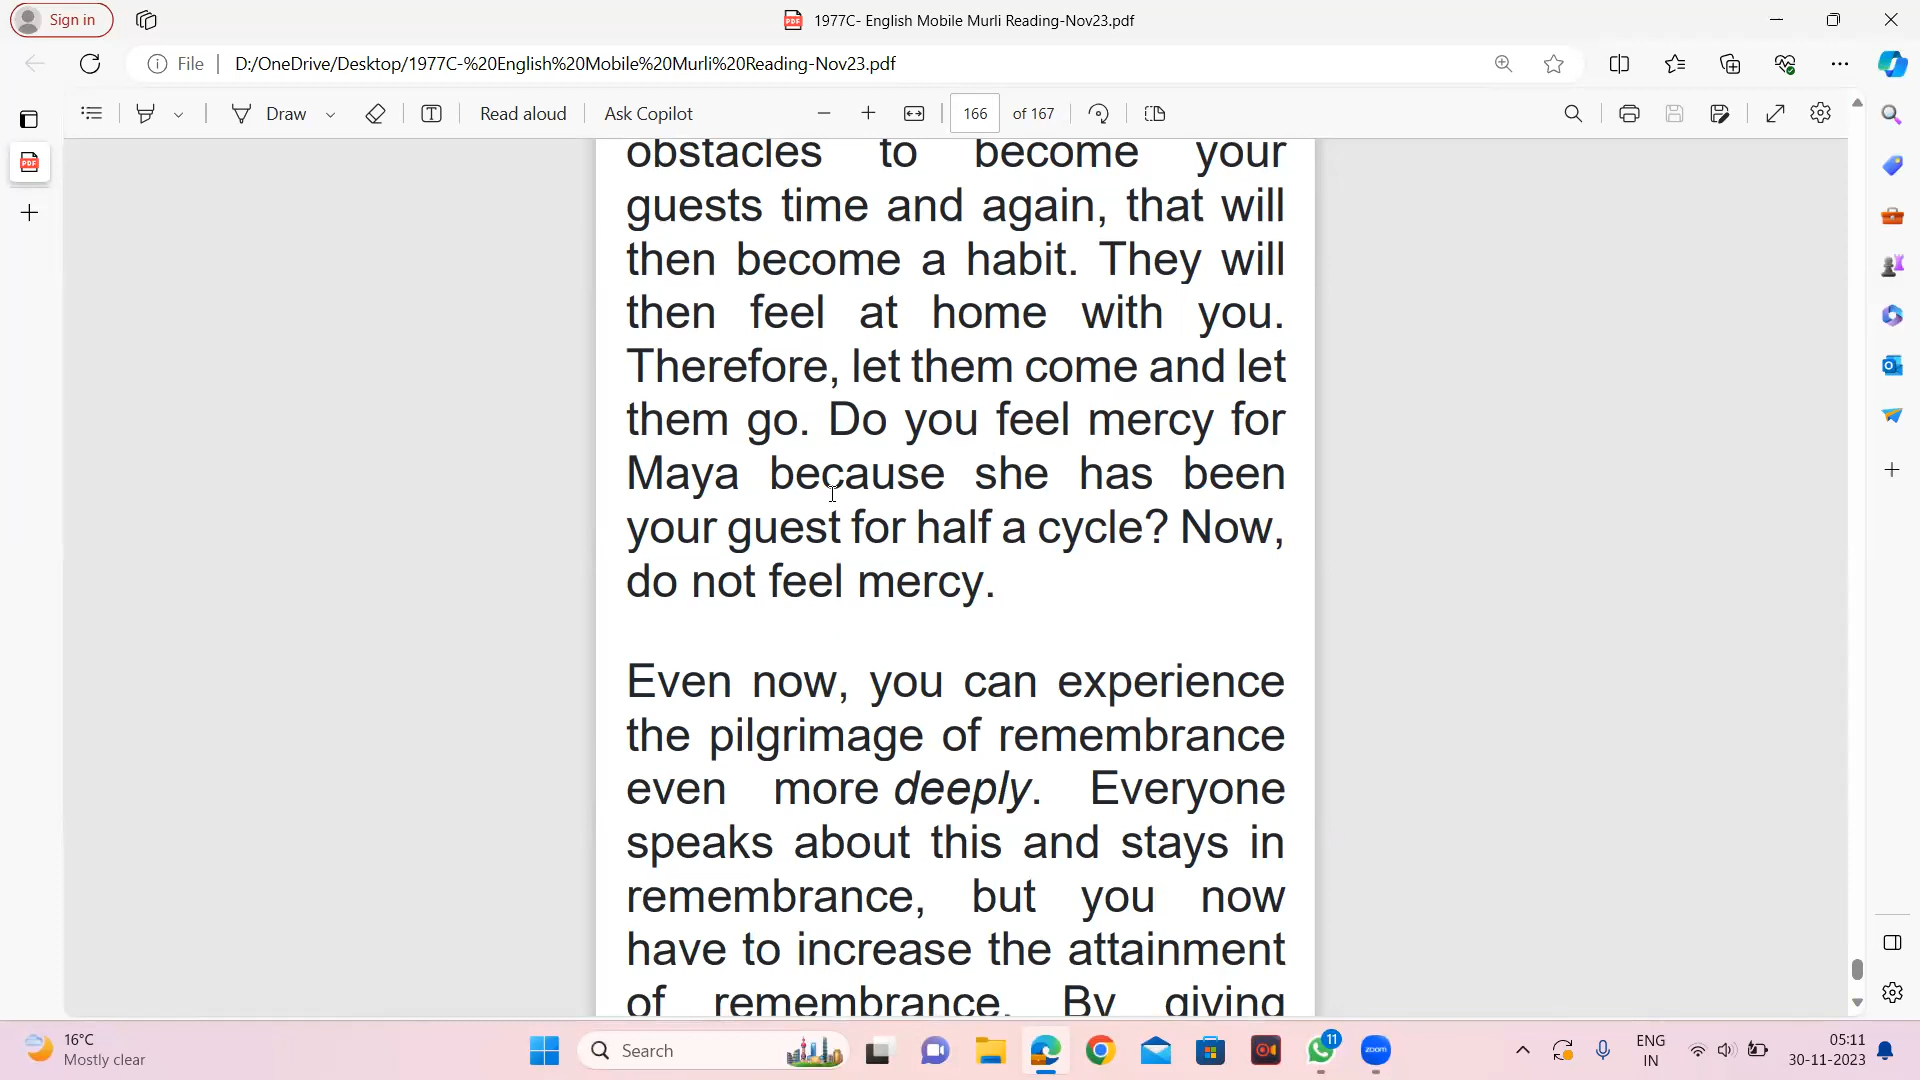 Sign in
1977C- English Mobile Murli Reading-Nov23.pdf
File
D:/OneDrive/Desktop/1977C-%20English%20Mobile%20Murli%20Reading-Nov23.pdf
Draw
Read aloud
Ask Copilot
166
of 167
obstacles to become your
guests time and again, that will
then become a habit. They will
then feel at home with you.
Therefore, let them come and let
them go. Do you feel mercy for
Maya because she has been
your guest for half a cycle? Now,
do not feel mercy.
Even now, you can experience
the pilgrimage of remembrance
even more deeply. Everyone
speaks about this and stays in
remembrance, but you now
have to increase the attainment
of remembrance. By giving
16°C
Mostly clear
Search
11
zoom
ENG
IN
05:11
30-11-2023